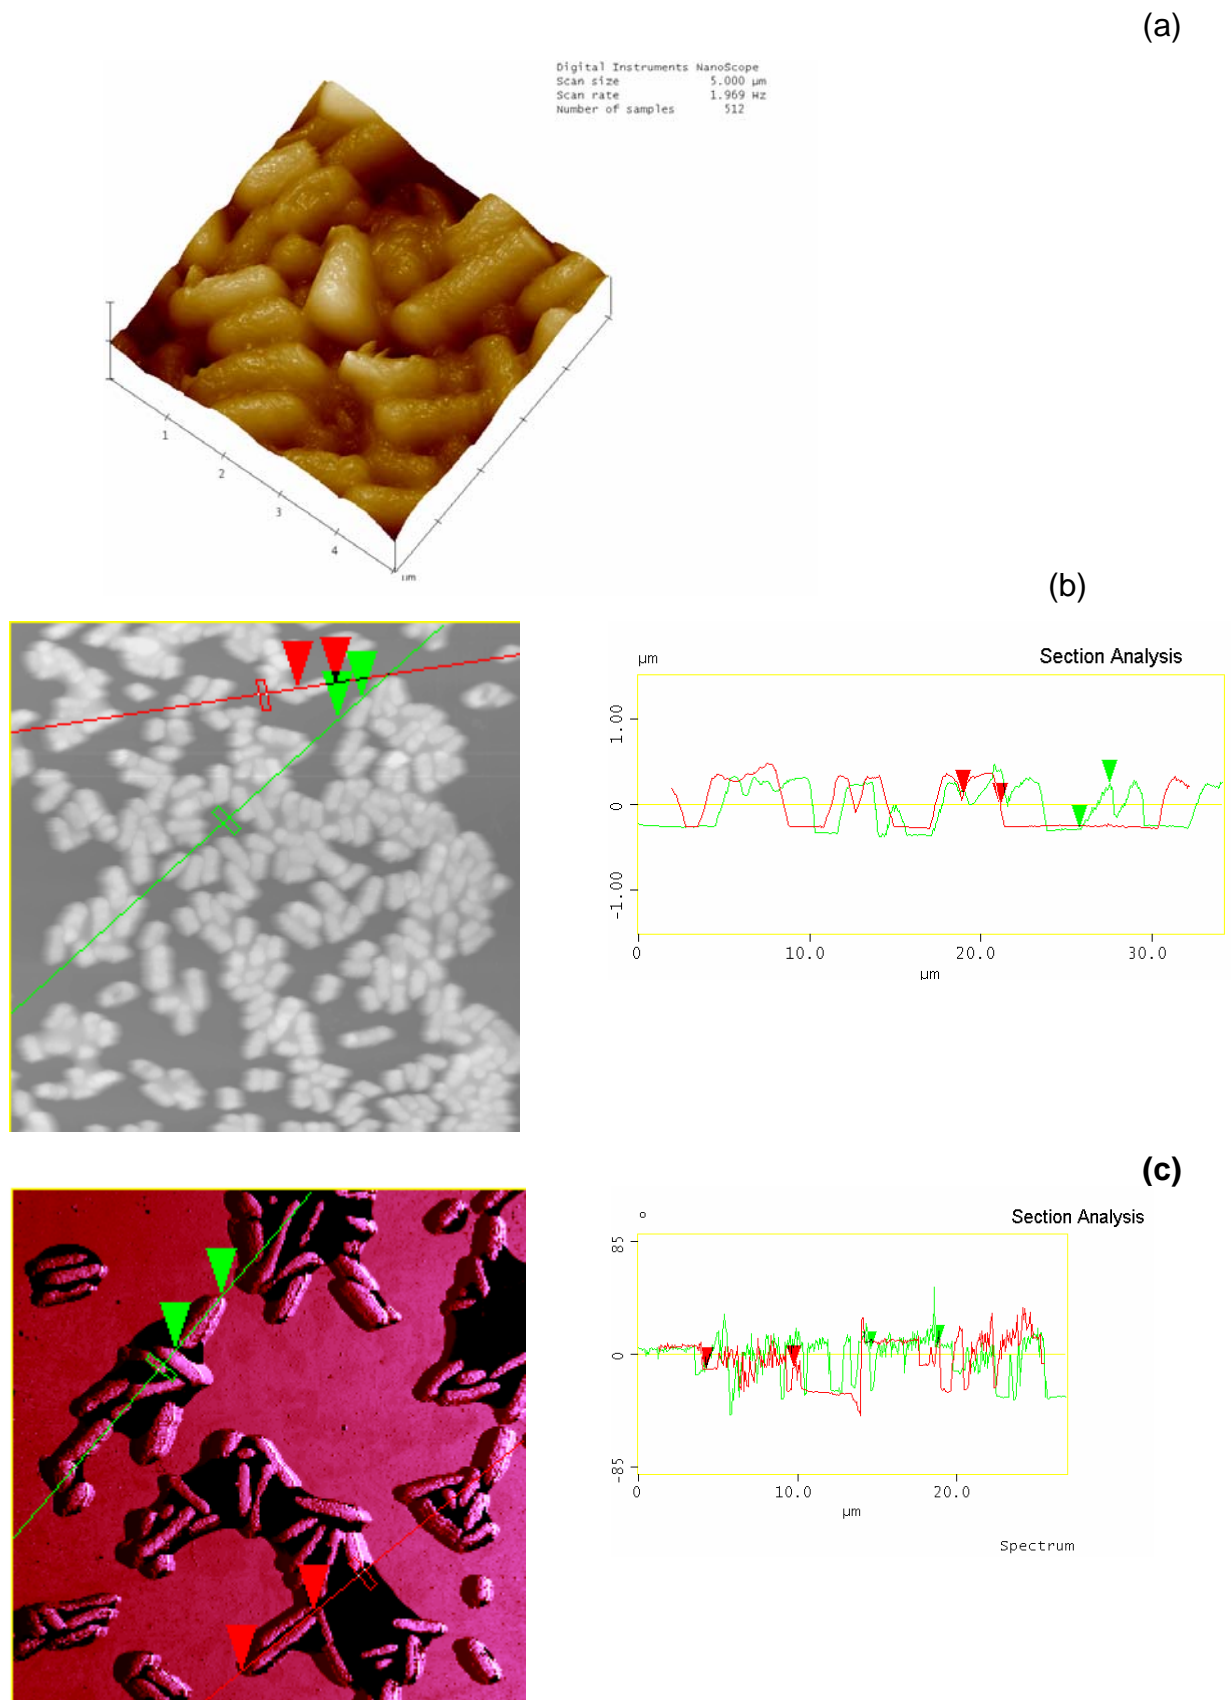 (a)
Digital Instruments NanoScope
Scan size 5.000 µm
Scan rate 1.969 Hz
Number of samples 512
1
2
3
4
µm
(b)
µm
Section Analysis
1.00
0
-1.00
0 10.0 20.0 30.0
µm
(c)
o
Section Analysis
85
0
-85
0 10.0 20.0
µm
Spectrum